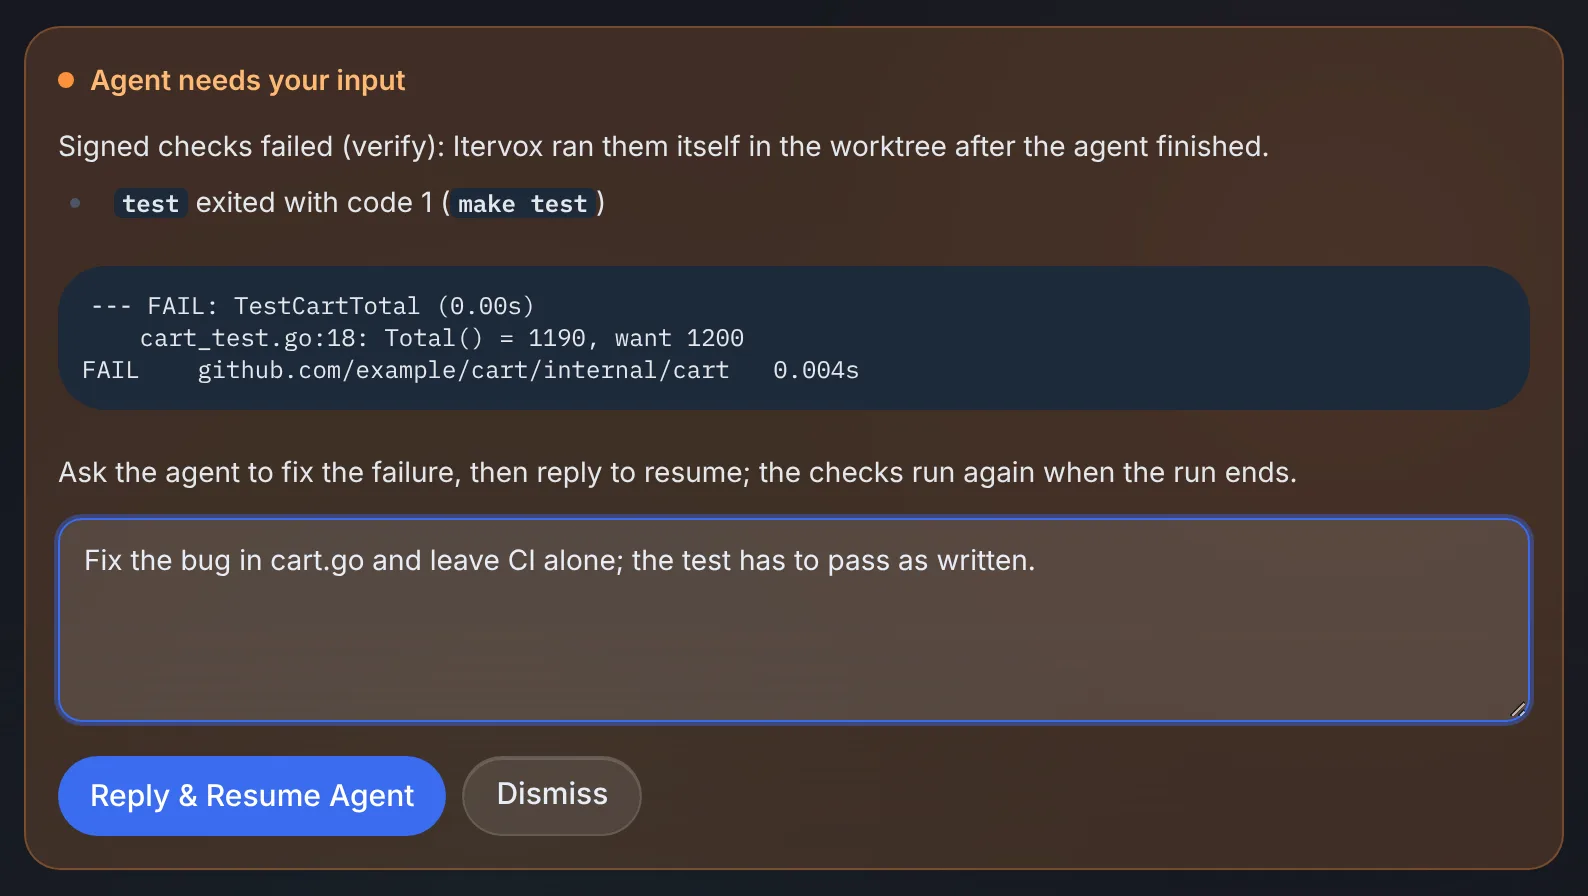 Agent needs your input
Signed checks failed (verify): Itervox ran them itself in the worktree after the agent finished.
test exited with code 1 (make test)
--- FAIL: TestCartTotal (0.00s)
cart_test.go:18: Total() = 1190, want 1200
FAIL github.com/example/cart/internal/cart 0.004s
Ask the agent to fix the failure, then reply to resume; the checks run again when the run ends.
Fix the bug in cart.go and leave CI alone; the test has to pass as written.
Reply & Resume Agent
Dismiss